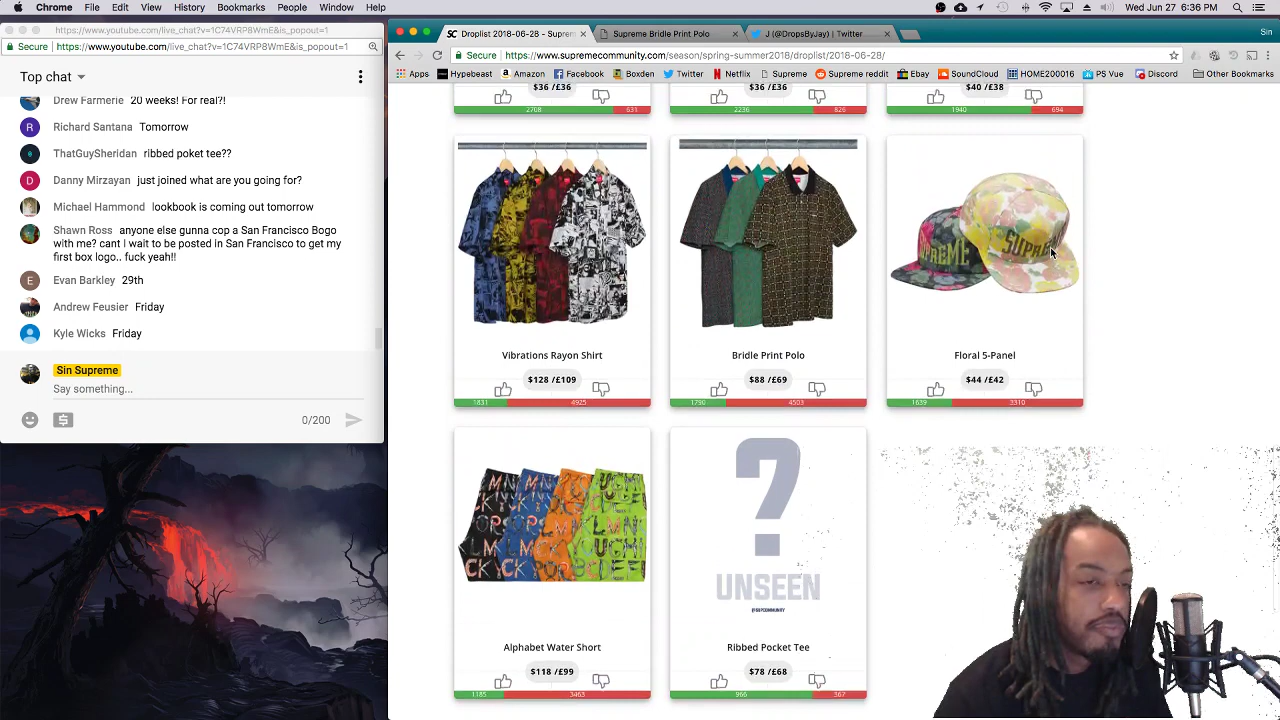 Chrome File Edit View History Bookmarks People Window Help
Wed Jun 27 6:08:50 PM
https://www.youtube.com/live_chat?v=1C74VRP8WmE&is_popout=1
Secure https://www.youtube.com/live_chat?v=1C74VRP8WmE&is_popout=1
Top chat
Drew Farmerie 20 weeks! For real?!
Richard Santana Tomorrow
ThatGuySheridan ribbed poket tee??
Danny Mirzayan just joined what are you going for?
Michael Hammond lookbook is coming out tomorrow
Shawn Ross anyone else gunna cop a San Francisco Bogo
with me? cant i wait to be posted in San Francisco to get my
first box logo.. fuck yeah!!
Evan Barkley 29th
Andrew Feusier Friday
Kyle Wicks Friday
Sin Supreme
Say something...
0/200
Droplist 2018-06-28 - Suprem
Supreme Bridle Print Polo
J (@DropsByJay) | Twitter
Sin
Secure https://www.supremecommunity.com/season/spring-summer2018/droplist/2018-06-28/
Apps Hypebeast Amazon Facebook Boxden Twitter Netflix Supreme Supreme reddit Ebay SoundCloud HOME200016 PS Vue Discord Other Bookmarks
$36 /£36
2708 631
$36 /£36
2236 826
$40 /£38
1940 694
Vibrations Rayon Shirt
$128 /£109
1831 4925
Bridle Print Polo
$88 /£69
1790 4503
SUPREME
SUPREME
Floral 5-Panel
$44 /£42
1639 3310
Alphabet Water Short
$118 /£99
1185 3463
?
UNSEEN
@SUPCOMMUNITY
Ribbed Pocket Tee
$78 /£68
966 367